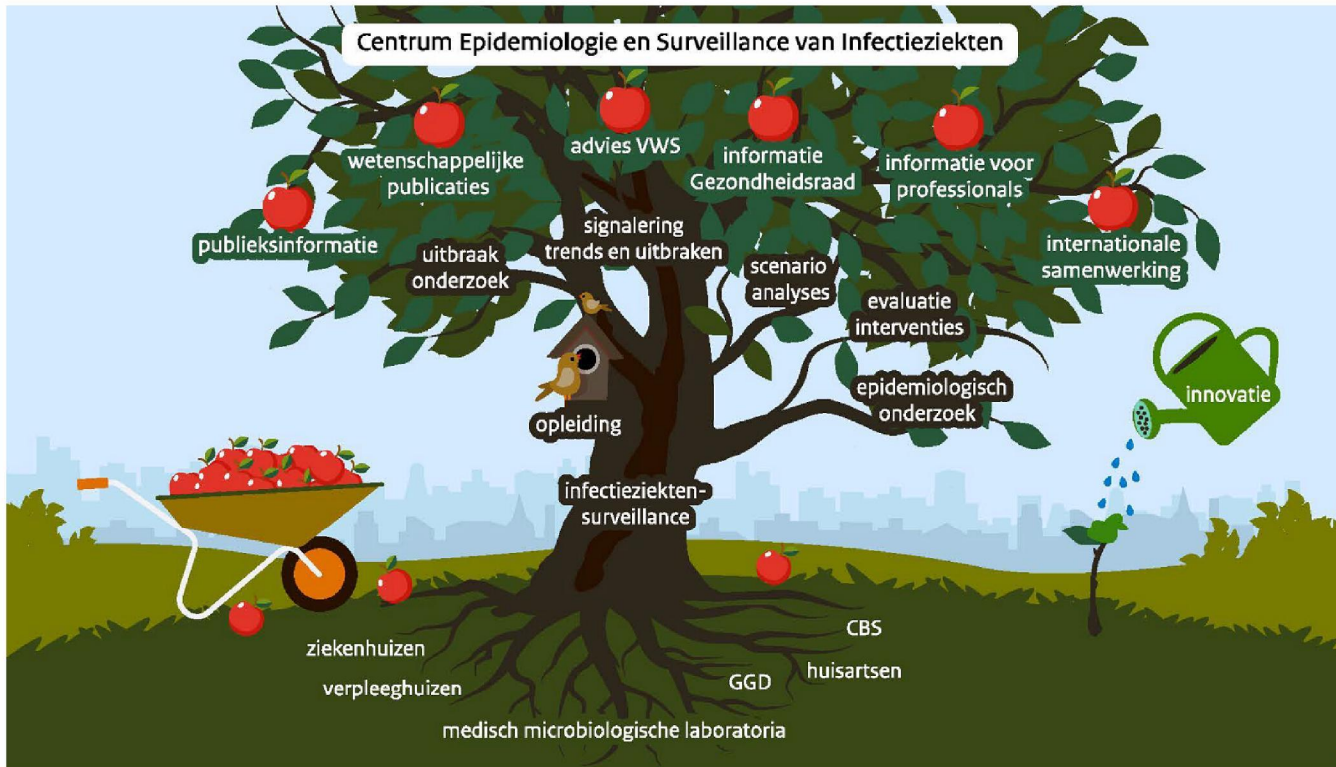 Centrum Epidemiologie en Surveillance van Infectieziekten
wetenschappelijke
publicaties
advies VWS
informatie
Gezondheidsraad
informatie voor
professionals
publieksinformatie
internationale
samenwerking
uitbraak
onderzoek
signalering
trends en uitbraken
scenario
analyses
evaluatie
interventies
epidemiologisch
onderzoek
innovatie
opleiding
infectieziekten-
surveillance
ziekenhuizen
verpleeghuizen
medisch microbiologische laboratoria
GGD
huisartsen
CBS